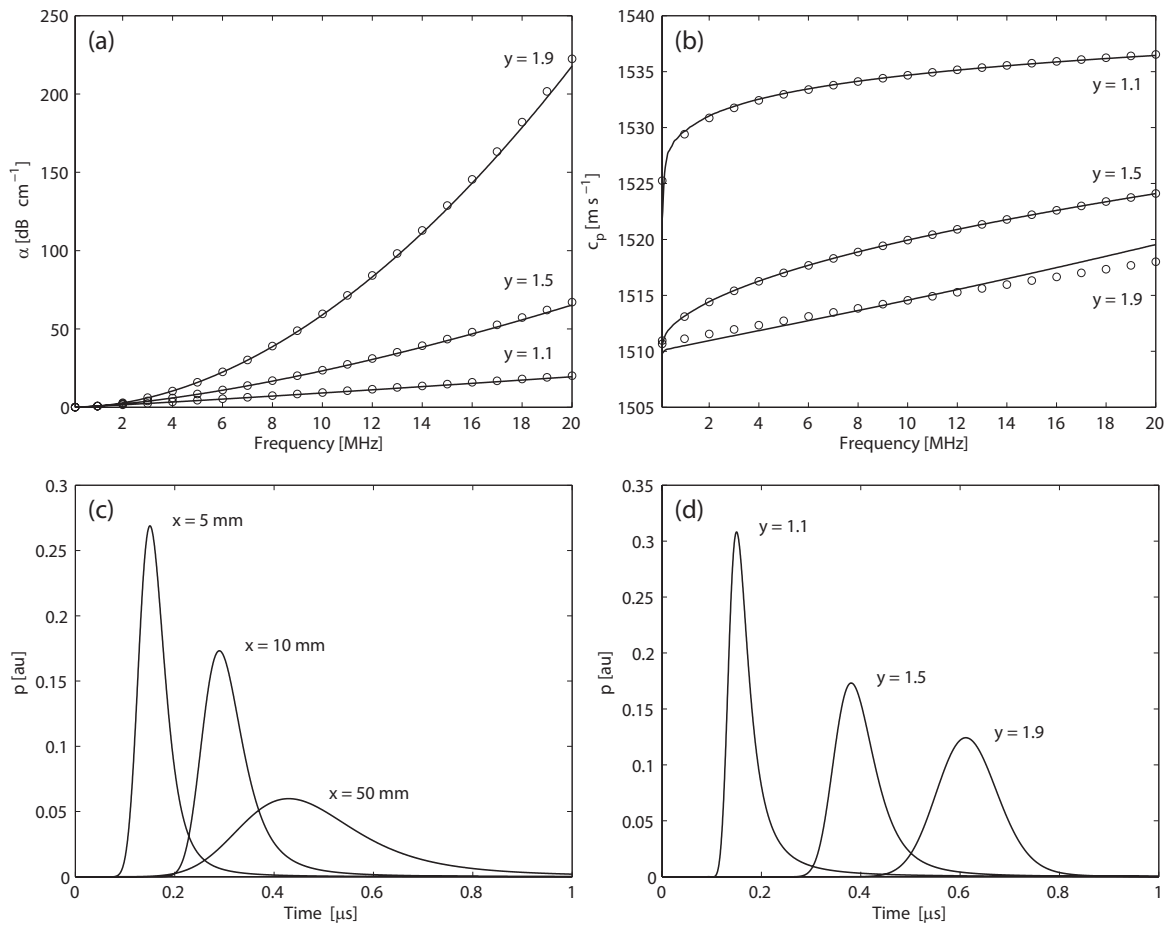 (a)
250
200
150
100
50
0
α [dB cm⁻¹]
y = 1.9
y = 1.5
y = 1.1
2 4 6 8 10 12 14 16 18 20
Frequency [MHz]
(b)
1540
1535
1530
1525
1520
1515
1510
1505
cₚ [m s⁻¹]
y = 1.1
y = 1.5
y = 1.9
2 4 6 8 10 12 14 16 18 20
Frequency [MHz]
(c)
0.3
0.25
0.2
0.15
0.1
0.05
0
p [au]
x = 5 mm
x = 10 mm
x = 50 mm
0 0.2 0.4 0.6 0.8 1
Time [μs]
(d)
0.35
0.3
0.25
0.2
0.15
0.1
0.05
0
p [au]
y = 1.1
y = 1.5
y = 1.9
0 0.2 0.4 0.6 0.8 1
Time [μs]